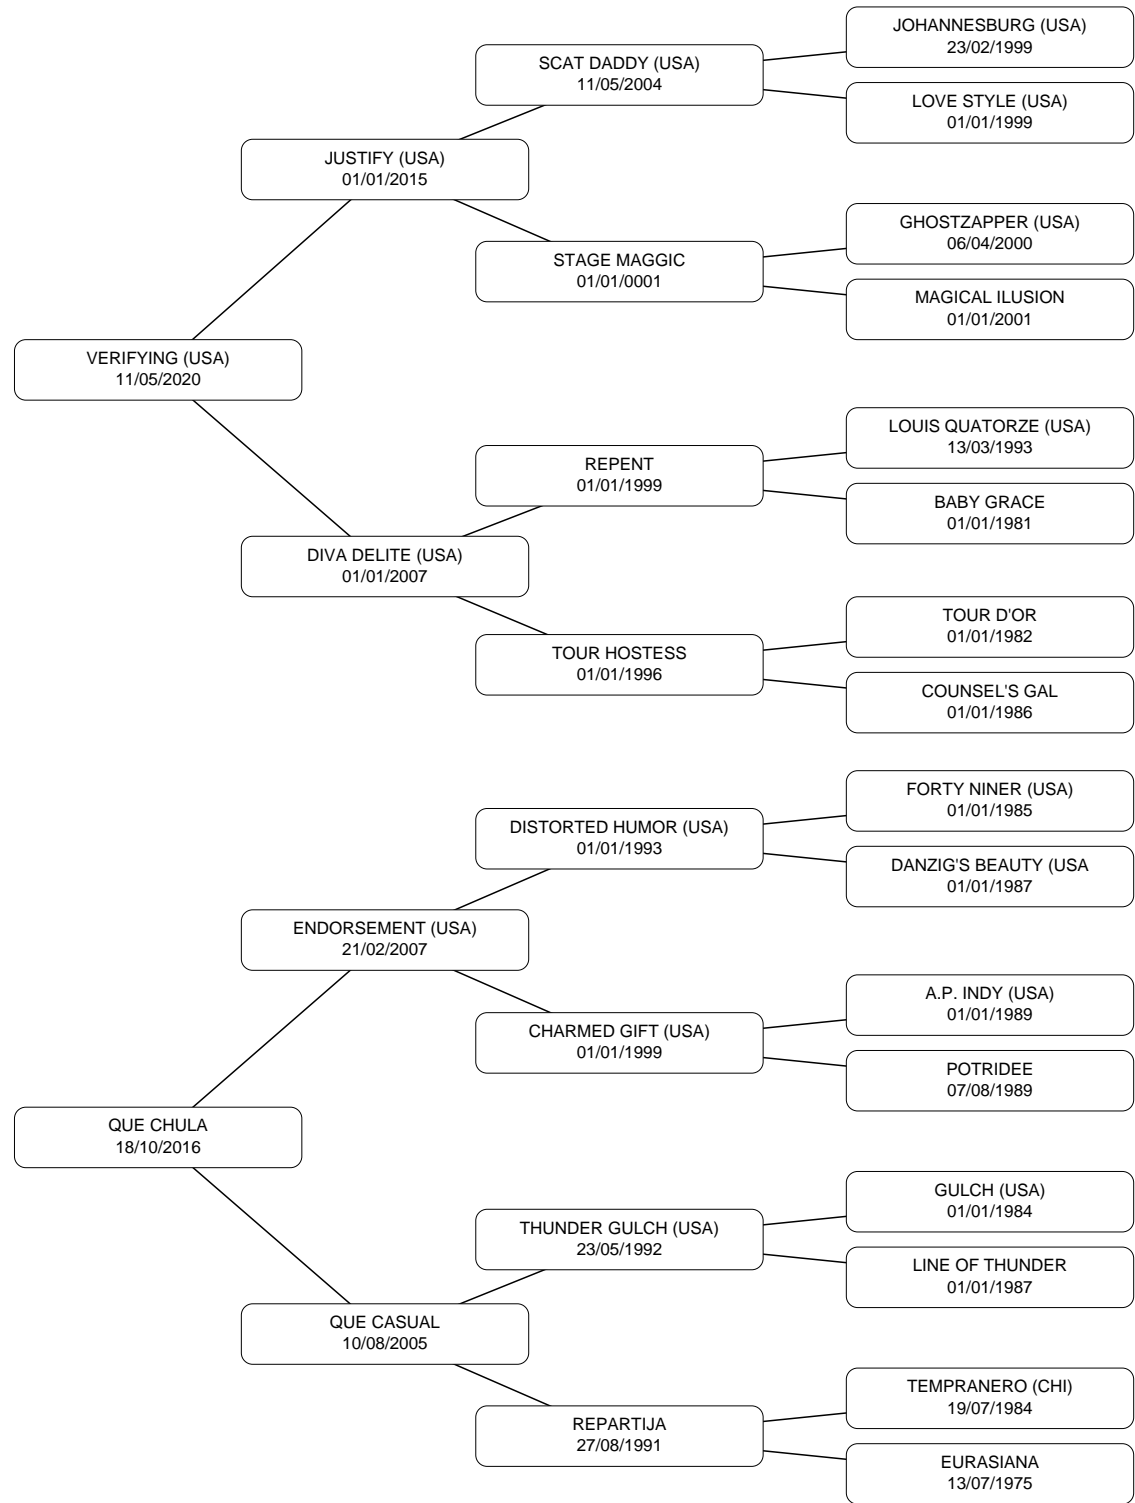 JOHANNESBURG (USA)
23/02/1999
SCAT DADDY (USA)
11/05/2004
LOVE STYLE (USA)
01/01/1999
JUSTIFY (USA)
01/01/2015
GHOSTZAPPER (USA)
06/04/2000
STAGE MAGGIC
01/01/0001
MAGICAL ILUSION
01/01/2001
VERIFYING (USA)
11/05/2020
LOUIS QUATORZE (USA)
13/03/1993
REPENT
01/01/1999
BABY GRACE
01/01/1981
DIVA DELITE (USA)
01/01/2007
TOUR D'OR
01/01/1982
TOUR HOSTESS
01/01/1996
COUNSEL'S GAL
01/01/1986
FORTY NINER (USA)
01/01/1985
DISTORTED HUMOR (USA)
01/01/1993
DANZIG'S BEAUTY (USA
01/01/1987
ENDORSEMENT (USA)
21/02/2007
A.P. INDY (USA)
01/01/1989
CHARMED GIFT (USA)
01/01/1999
POTRIDEE
07/08/1989
QUE CHULA
18/10/2016
GULCH (USA)
01/01/1984
THUNDER GULCH (USA)
23/05/1992
LINE OF THUNDER
01/01/1987
QUE CASUAL
10/08/2005
TEMPRANERO (CHI)
19/07/1984
REPARTIJA
27/08/1991
EURASIANA
13/07/1975